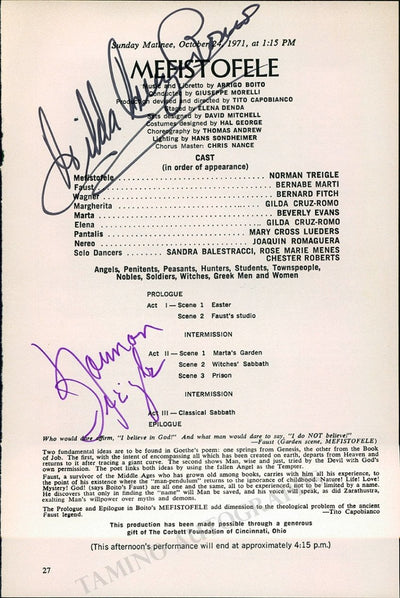 Sunday Matinee, October 24, 1971, at 1:15 PM
MEFISTOFELE
Music and Libretto by ARRIGO BOITO
Conducted by GIUSEPPE MORELLI
Production devised and directed by TITO CAPOBIANCO
Staged by ELENA DENDA
Sets designed by DAVID MITCHELL
Costumes designed by HAL GEORGE
Choreography by THOMAS ANDREW
Lighting by HANS SONDHEIMER
Chorus Master: CHRIS NANCE
CAST
(in order of appearance)
Mefistofele NORMAN TREIGLE
Faust BERNABE MARTI
Wagner BERNARD FITCH
Margherita GILDA CRUZ-ROMO
Marta BEVERLY EVANS
Elena GILDA CRUZ-ROMO
Pantalis MARY CROSS LUEDERS
Nereo JOAQUIN ROMAGUERA
Solo Dancers SANDRA BALESTRACCI, ROSE MARIE MENES
CHESTER ROBERTS
Angels, Penitents, Peasants, Hunters, Students, Townspeople,
Nobles, Soldiers, Witches, Greek Men and Women
PROLOGUE
Act I — Scene 1 Easter
Scene 2 Faust's studio
INTERMISSION
Act II — Scene 1 Marta's Garden
Scene 2 Witches' Sabbath
Scene 3 Prison
INTERMISSION
Act III — Classical Sabbath
EPILOGUE
Gilda Cruz-Romo
Norman Treigle
Who would dare affirm, "I believe in God?" And what man would dare to say, "I do NOT believe!"
—Faust (Garden scene, MEFISTOFELE)
Two fundamental ideas are to be found in Goethe's poem: one springs from Genesis, the other from the Book
of Job. The first, with the intent of encompassing all which has been created on earth, departs from Heaven and
returns to it after tracing a giant curve. The second shows Man, wise and just, tried by the Devil with God's
own permission. The poet links both ideas by using the fallen Angel as the Tempter.
Faust, a survivor of the Middle Ages who has grown old among books, carries with him all his experience, to
the point of his existence where the "man-pendulum" returns to the ignorance of childhood. Nature! Life! Love!
Mystery! God! (says Boito's Faust) are all one and the same, all to be experienced, not to be limited by a name.
He discovers that only in finding the "name" will Man be saved, and his death will speak, as did Zarathustra,
exalting Man's willpower over myths and demons.
The Prologue and Epilogue in Boito's MEFISTOFELE add dimension to the theological problem of the ancient
Faust legend.
—Tito Capobianco
This production has been made possible through a generous
gift of The Corbett Foundation of Cincinnati, Ohio
(This afternoon's performance will end at approximately 4:15 p.m.)
27
TAMINO AUTOGRAPHS